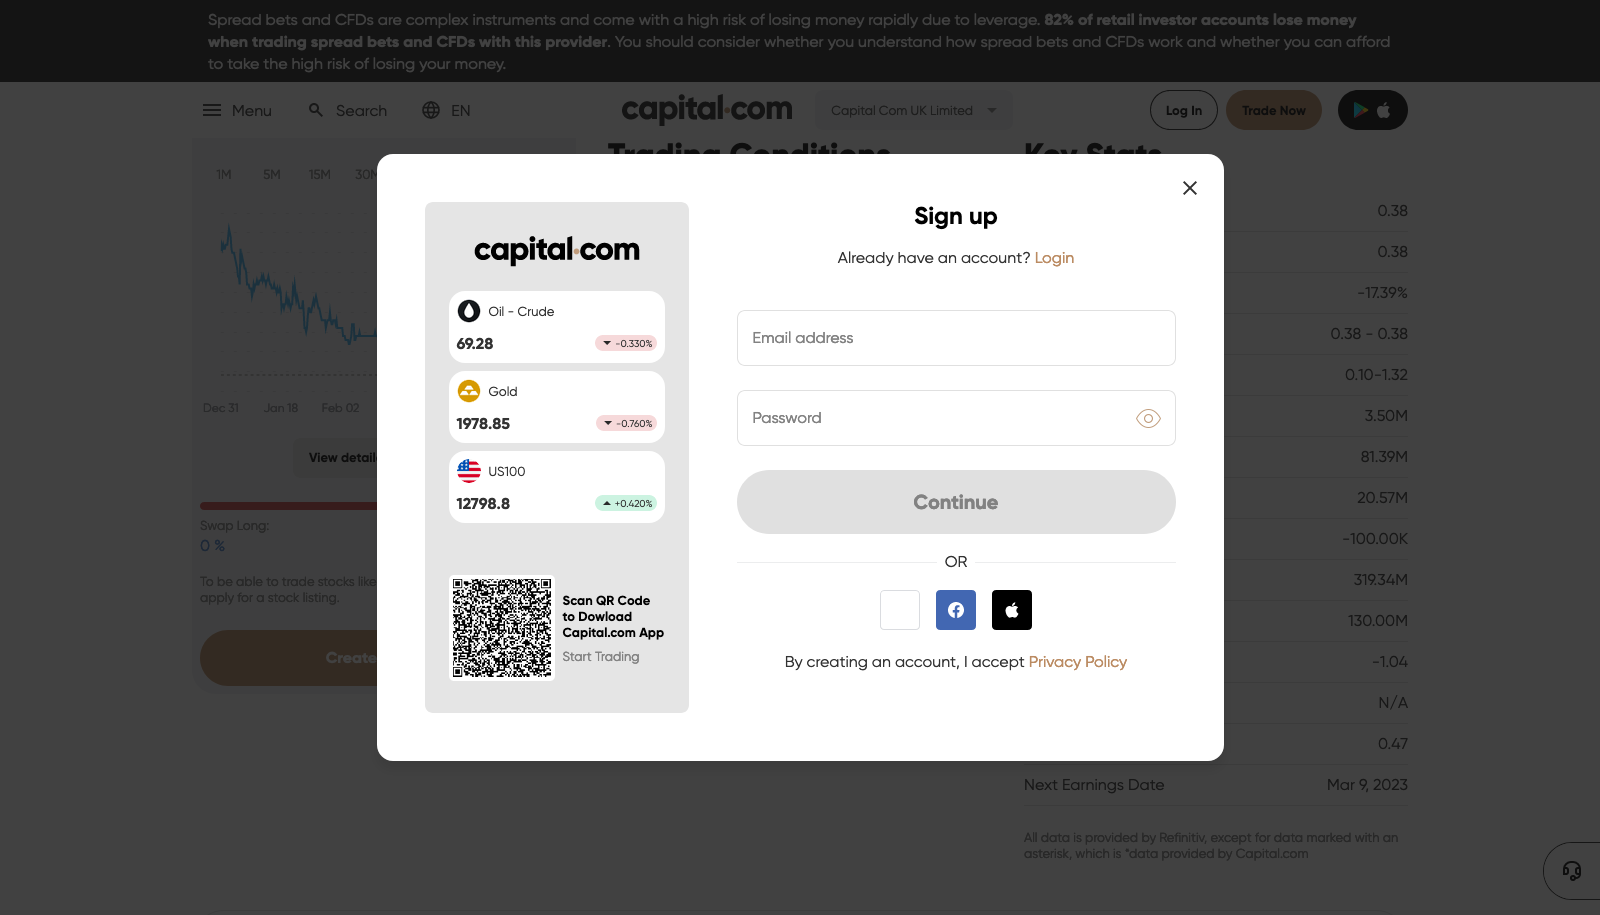 Spread bets and CFDs are complex instruments and come with a high risk of losing money rapidly due to leverage. 82% of retail investor accounts lose money
when trading spread bets and CFDs with this provider. You should consider whether you understand how spread bets and CFDs work and whether you can afford
to take the high risk of losing your money.
Menu
Search
EN
capital.com
Capital Com UK Limited
Log In
Trade Now
Trading Conditions
Key Stats
1M
5M
15M
30M
Dec 31
Jan 18
Feb 02
View details
Swap Long:
0 %
To be able to trade stocks like
apply for a stock listing.
Create
capital.com
Oil - Crude
69.28
-0.330%
Gold
1978.85
-0.760%
US100
12798.8
+0.420%
Scan QR Code
to Dowload
Capital.com App
Start Trading
Sign up
Already have an account? Login
Email address
Password
Continue
OR
By creating an account, I accept Privacy Policy
0.38
0.38
-17.39%
0.38 - 0.38
0.10-1.32
3.50M
81.39M
20.57M
-100.00K
319.34M
130.00M
-1.04
N/A
0.47
Next Earnings Date
Mar 9, 2023
All data is provided by Refinitiv, except for data marked with an
asterisk, which is *data provided by Capital.com